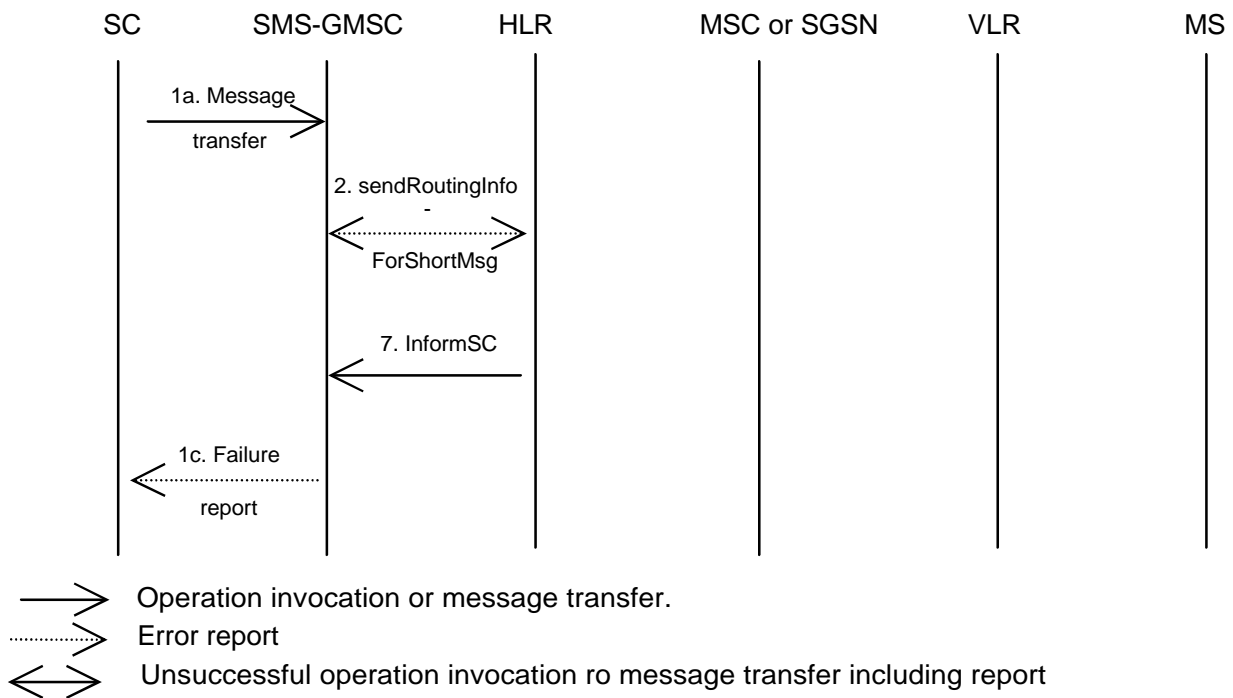 SC SMS-GMSC HLR MSC or SGSN VLR MS
1a. Message
transfer
2. sendRoutingInfo
-
ForShortMsg
7. InformSC
1c. Failure
report
Operation invocation or message transfer.
Error report
Unsuccessful operation invocation ro message transfer including report